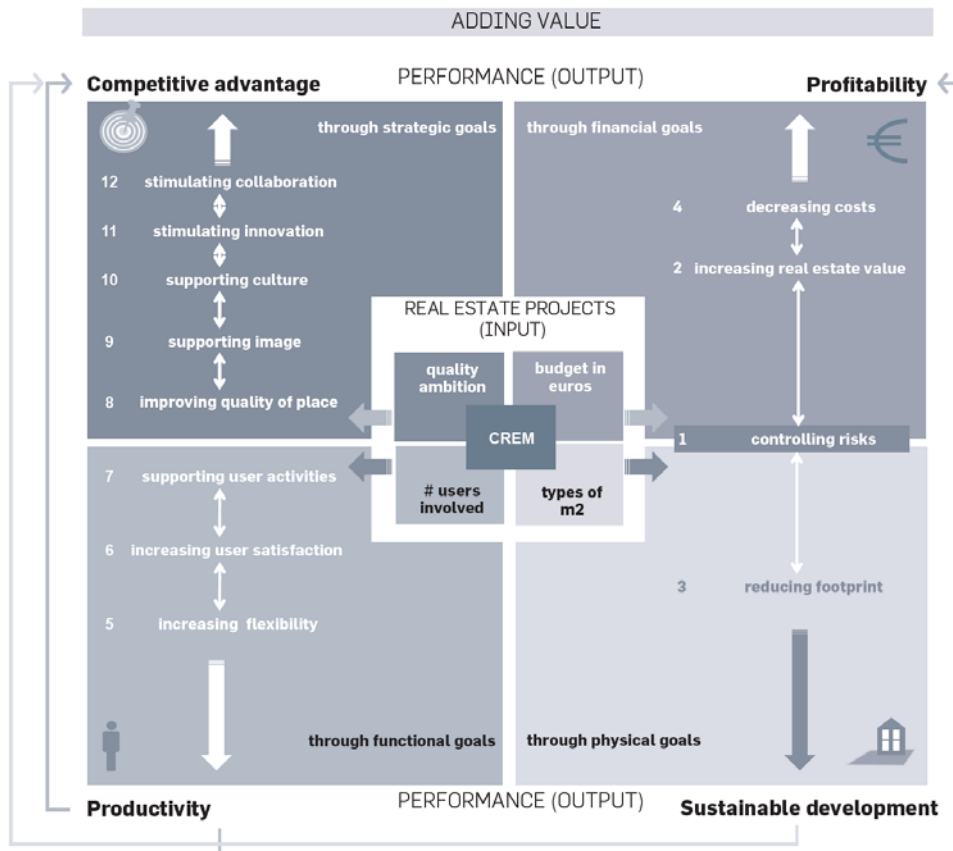 ADDING VALUE
PERFORMANCE (OUTPUT)
Competitive advantage
Profitability
through strategic goals
through financial goals
12 stimulating collaboration
11 stimulating innovation
10 supporting culture
9 supporting image
8 improving quality of place
4 decreasing costs
2 increasing real estate value
REAL ESTATE PROJECTS
(INPUT)
quality
ambition
budget in
euros
CREM
# users
involved
types of
m2
1 controlling risks
7 supporting user activities
6 increasing user satisfaction
5 increasing flexibility
3 reducing footprint
through functional goals
through physical goals
Productivity
PERFORMANCE (OUTPUT)
Sustainable development
€